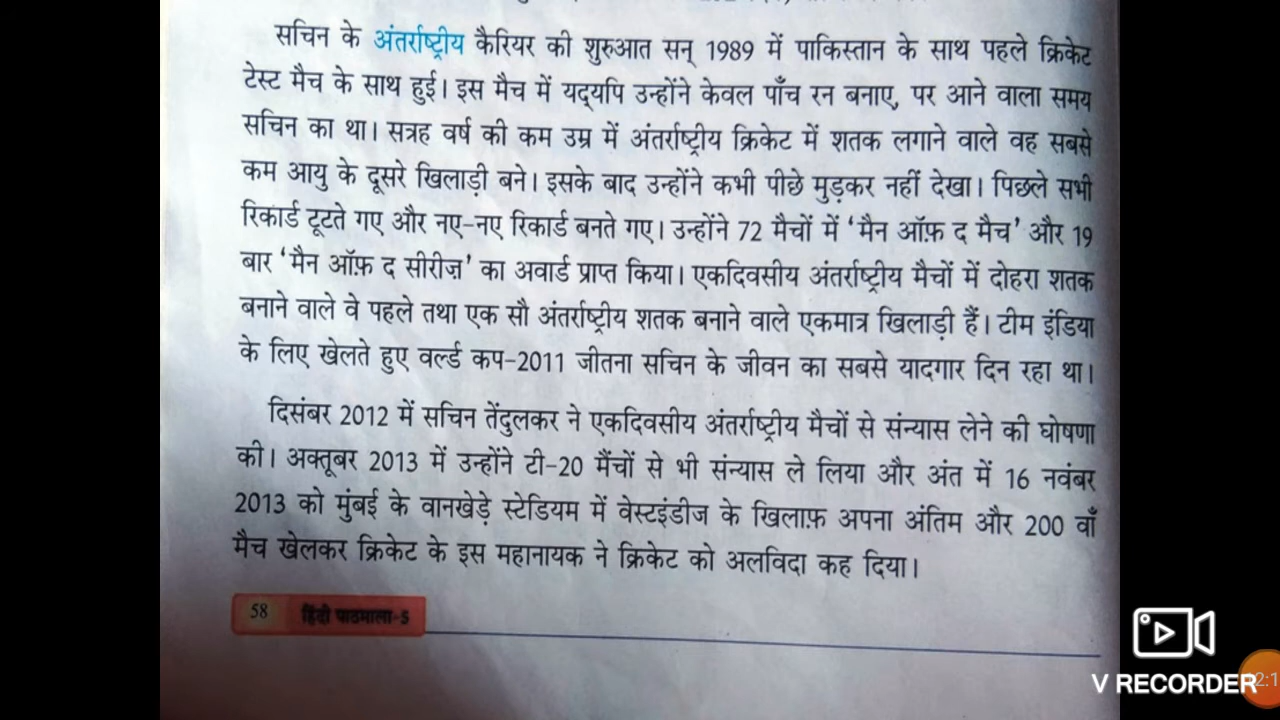 सचिन के अंतर्राष्ट्रीय कैरियर की शुरुआत सन् 1989 में पाकिस्तान के साथ पहले क्रिकेट
टेस्ट मैच के साथ हुई। इस मैच में यद्यपि उन्होंने केवल पाँच रन बनाए, पर आने वाला समय
सचिन का था। सत्रह वर्ष की कम उम्र में अंतर्राष्ट्रीय क्रिकेट में शतक लगाने वाले वह सबसे
कम आयु के दूसरे खिलाड़ी बने। इसके बाद उन्होंने कभी पीछे मुड़कर नहीं देखा। पिछले सभी
रिकार्ड टूटते गए और नए-नए रिकार्ड बनते गए। उन्होंने 72 मैचों में ‘मैन ऑफ़ द मैच’ और 19
बार ‘मैन ऑफ़ द सीरीज़’ का अवार्ड प्राप्त किया। एकदिवसीय अंतर्राष्ट्रीय मैचों में दोहरा शतक
बनाने वाले वे पहले तथा एक सौ अंतर्राष्ट्रीय शतक बनाने वाले एकमात्र खिलाड़ी हैं। टीम इंडिया
के लिए खेलते हुए वर्ल्ड कप-2011 जीतना सचिन के जीवन का सबसे यादगार दिन रहा था।
दिसंबर 2012 में सचिन तेंदुलकर ने एकदिवसीय अंतर्राष्ट्रीय मैचों से संन्यास लेने की घोषणा
की। अक्तूबर 2013 में उन्होंने टी-20 मैंचों से भी संन्यास ले लिया और अंत में 16 नवंबर
2013 को मुंबई के वानखेड़े स्टेडियम में वेस्टइंडीज के खिलाफ़ अपना अंतिम और 200 वाँ
मैच खेलकर क्रिकेट के इस महानायक ने क्रिकेट को अलविदा कह दिया।
58 हिंदी पाठमाला-5
V RECORDER